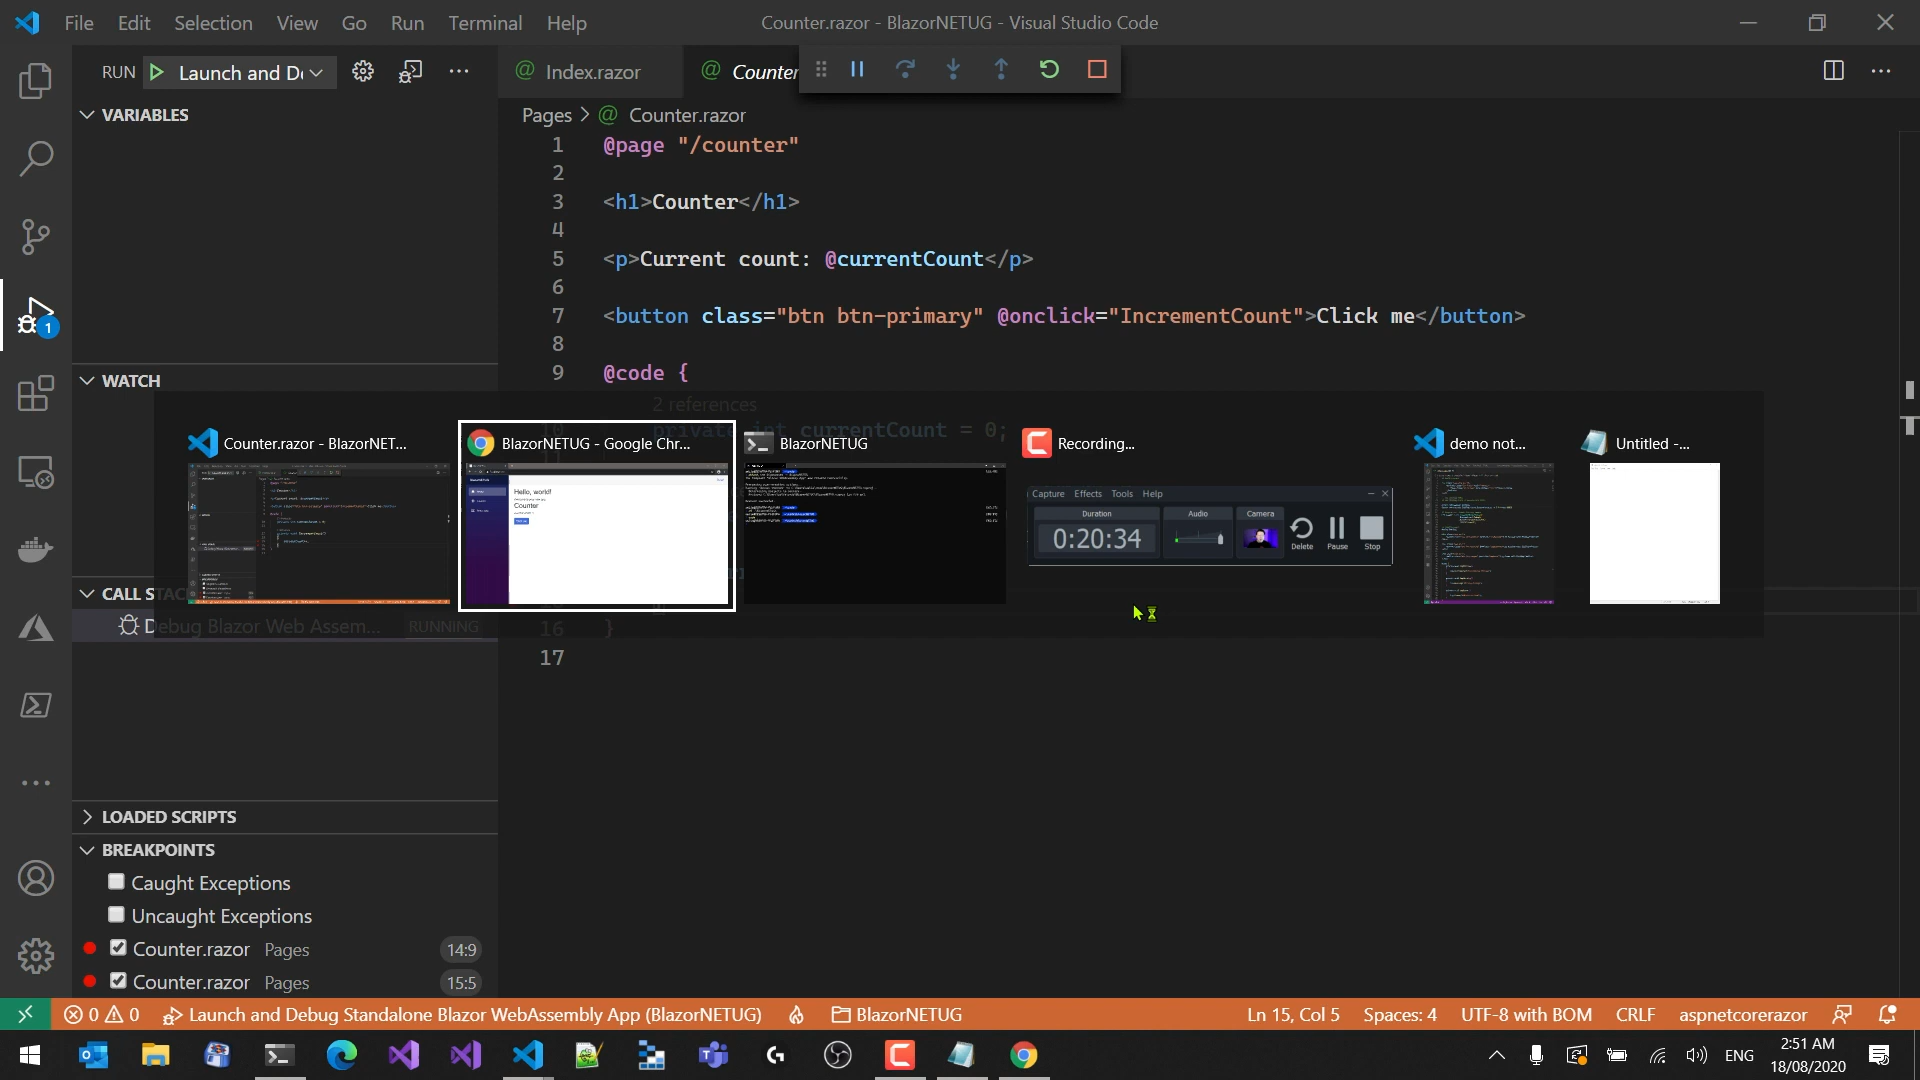 File Edit Selection View Go Run Terminal Help
Counter.razor - BlazorNETUG - Visual Studio Code
RUN Launch and De
Index.razor
Counter
VARIABLES
Pages > Counter.razor
1 @page "/counter"
2
3 <h1>Counter</h1>
4
5 <p>Current count: @currentCount</p>
6
7 <button class="btn btn-primary" @onclick="IncrementCount">Click me</button>
8
9 @code {
2 references
10 private int currentCount = 0;
16 }
17
WATCH
Counter.razor - BlazorNET...
BlazorNETUG - Google Chr...
BlazorNETUG
Recording...
demo not...
Untitled -...
Hello, world!
Counter
Capture Effects Tools Help
Duration
0:20:34
Audio
Camera
Delete
Pause
Stop
CALL STACK
Debug Blazor Web Assem... RUNNING
1
LOADED SCRIPTS
BREAKPOINTS
Caught Exceptions
Uncaught Exceptions
Counter.razor Pages 14:9
Counter.razor Pages 15:5
0 0 Launch and Debug Standalone Blazor WebAssembly App (BlazorNETUG) BlazorNETUG
Ln 15, Col 5 Spaces: 4 UTF-8 with BOM CRLF aspnetcorerazor
ENG
2:51 AM
18/08/2020